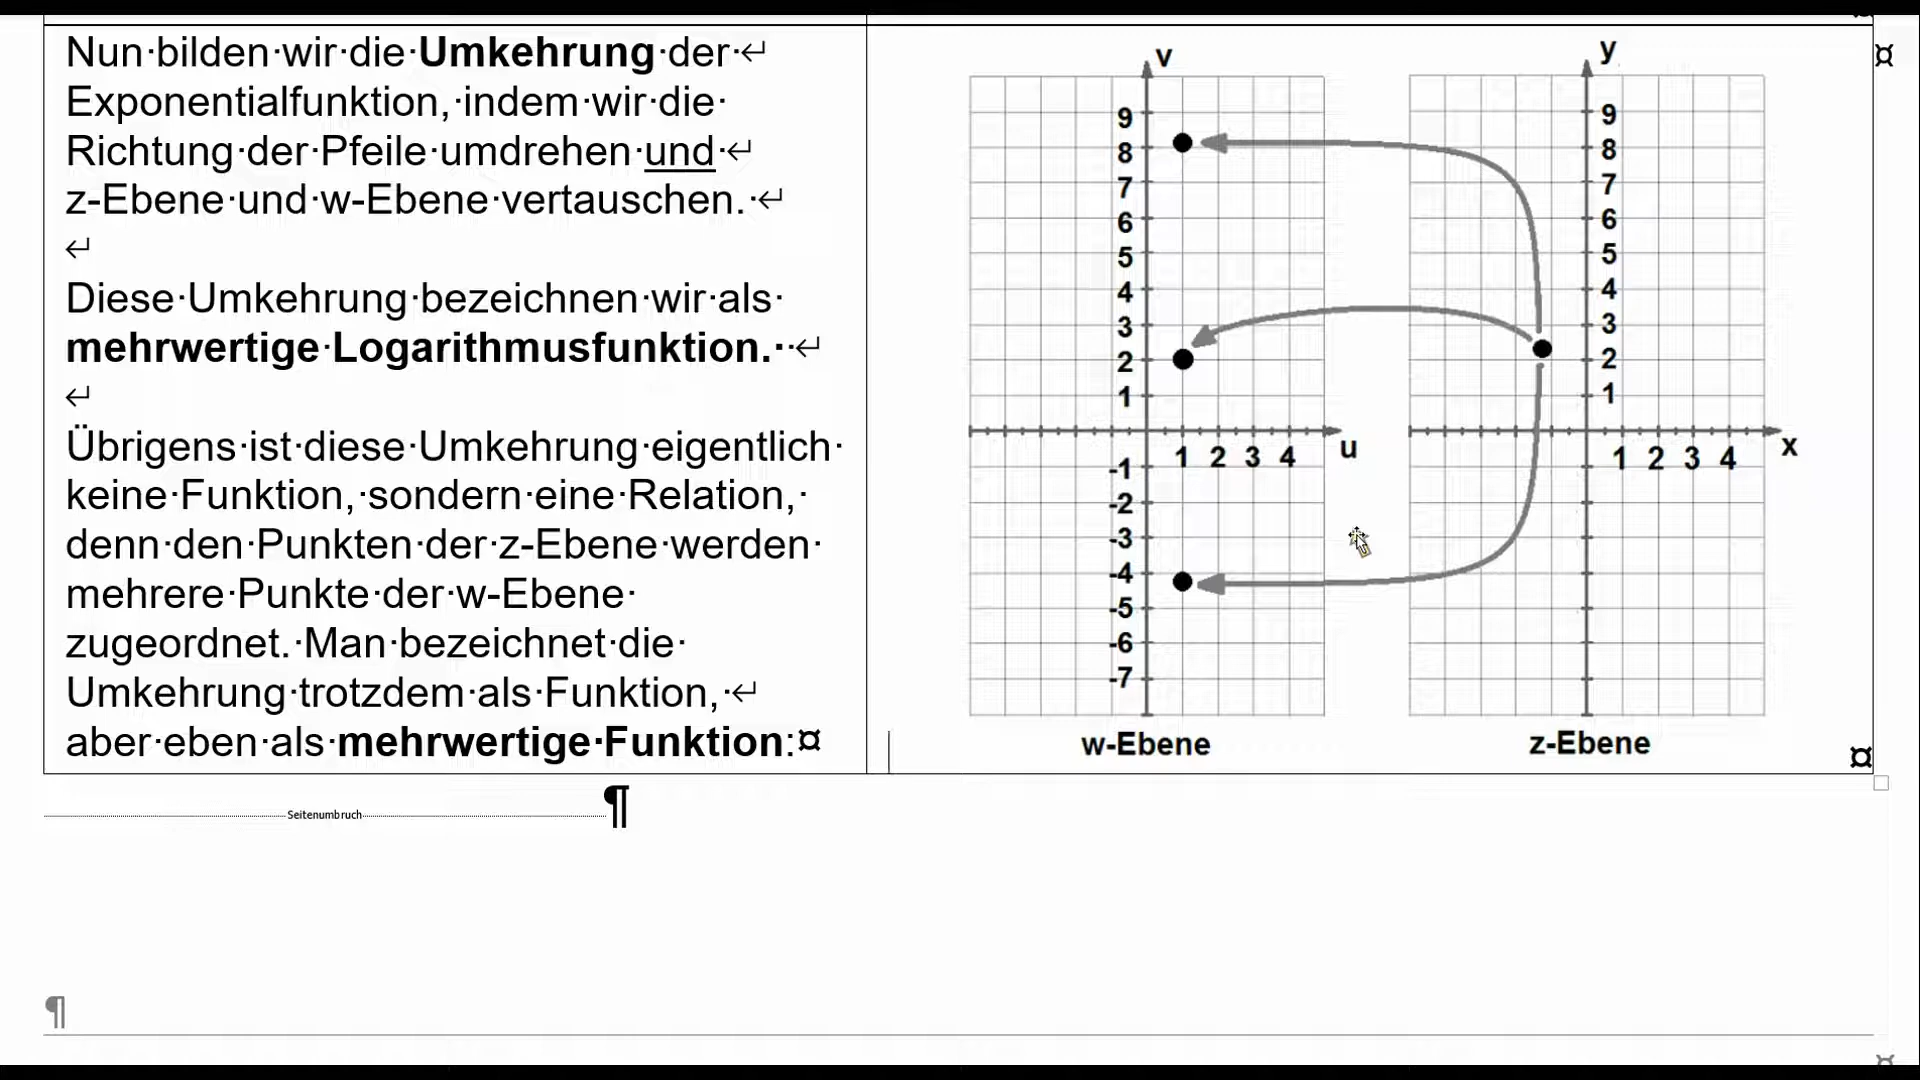 Nun·bilden·wir·die·Umkehrung·der·↵
Exponentialfunktion,·indem·wir·die·
Richtung·der·Pfeile·umdrehen·und·↵
z-Ebene·und·w-Ebene·vertauschen.·↵
↵
Diese·Umkehrung·bezeichnen·wir·als·
mehrwertige·Logarithmusfunktion.··↵
↵
Übrigens·ist·diese·Umkehrung·eigentlich·
keine·Funktion,·sondern·eine·Relation,·
denn·den·Punkten·der·z-Ebene·werden·
mehrere·Punkte·der·w-Ebene·
zugeordnet.·Man·bezeichnet·die·
Umkehrung·trotzdem·als·Funktion,·↵
aber·eben·als·mehrwertige·Funktion:¤
v
9
8
7
6
5
4
3
2
1
1 2 3 4 u
-1
-2
-3
-4
-5
-6
-7
w-Ebene
y
9
8
7
6
5
4
3
2
1
1 2 3 4 x
z-Ebene
¤
¤
Seitenumbruch ¶
¶